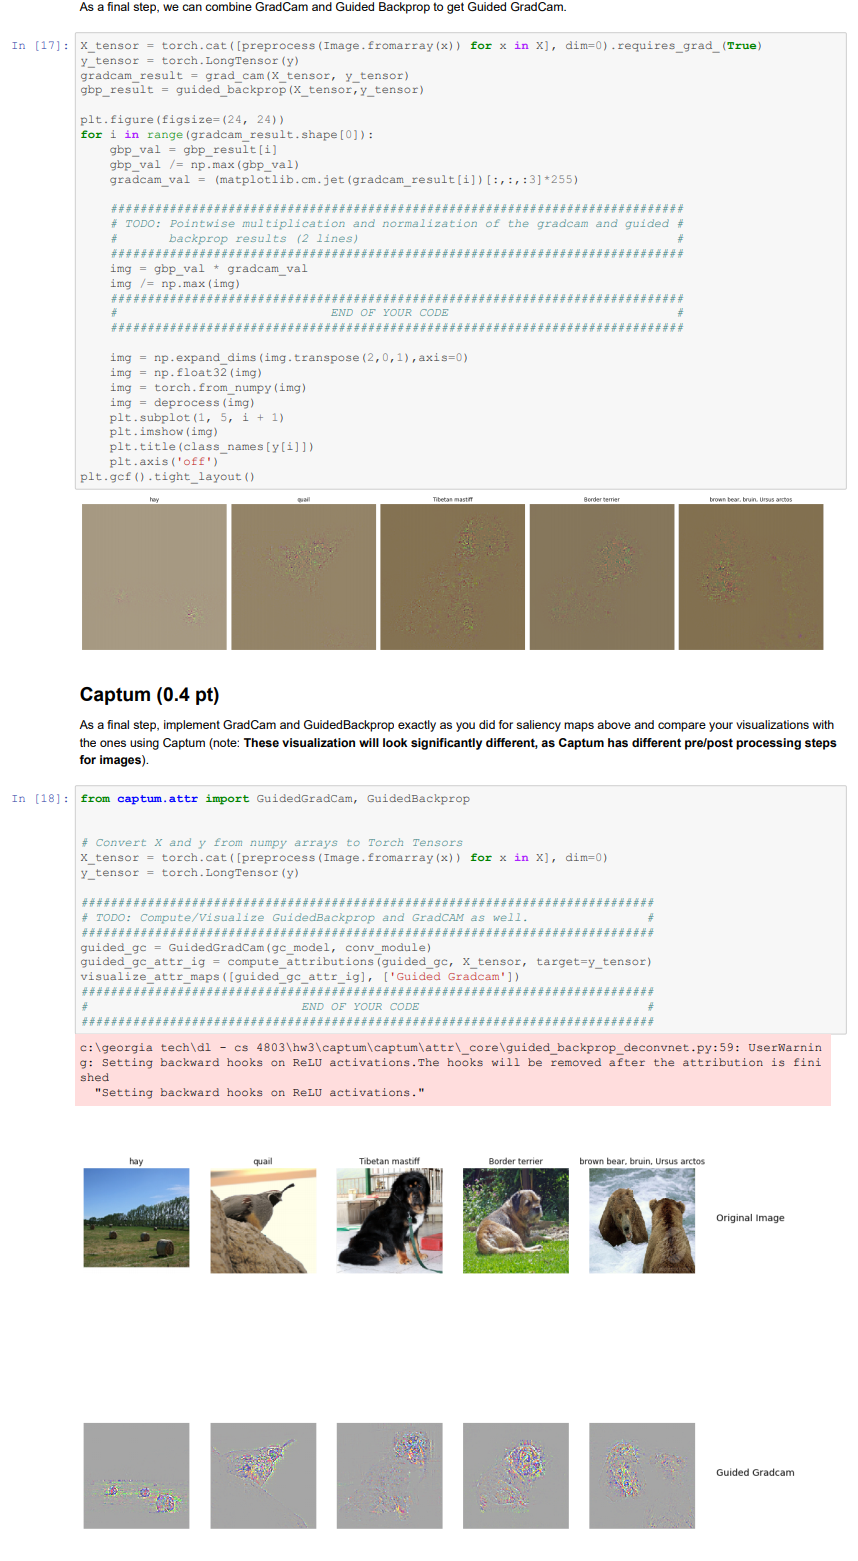 As a final step, we can combine GradCam and Guided Backprop to get Guided GradCam.
In [17]: X_tensor = torch.cat([preprocess(Image.fromarray(x)) for x in X], dim=0).requires_grad_(True)
y_tensor = torch.LongTensor(y)
gradcam_result = grad_cam(X_tensor, y_tensor)
gbp_result = guided_backprop(X_tensor,y_tensor)

plt.figure(figsize=(24, 24))
for i in range(gradcam_result.shape[0]):
    gbp_val = gbp_result[i]
    gbp_val /= np.max(gbp_val)
    gradcam_val = (matplotlib.cm.jet(gradcam_result[i])[:,:,:3]*255)

    ##############################################################################
    # TODO: Pointwise multiplication and normalization of the gradcam and guided #
    #       backprop results (2 lines)                                           #
    ##############################################################################
    img = gbp_val * gradcam_val
    img /= np.max(img)
    ##############################################################################
    #                             END OF YOUR CODE                               #
    ##############################################################################

    img = np.expand_dims(img.transpose(2,0,1),axis=0)
    img = np.float32(img)
    img = torch.from_numpy(img)
    img = deprocess(img)
    plt.subplot(1, 5, i + 1)
    plt.imshow(img)
    plt.title(class_names[y[i]])
    plt.axis('off')
plt.gcf().tight_layout()
hay quail Tibetan mastiff Border terrier brown bear, bruin, Ursus arctos
Captum (0.4 pt)
As a final step, implement GradCam and GuidedBackprop exactly as you did for saliency maps above and compare your visualizations with
the ones using Captum (note: These visualization will look significantly different, as Captum has different pre/post processing steps
for images).
In [18]: from captum.attr import GuidedGradCam, GuidedBackprop

# Convert X and y from numpy arrays to Torch Tensors
X_tensor = torch.cat([preprocess(Image.fromarray(x)) for x in X], dim=0)
y_tensor = torch.LongTensor(y)

##############################################################################
# TODO: Compute/Visualize GuidedBackprop and GradCAM as well.                #
##############################################################################
guided_gc = GuidedGradCam(gc_model, conv_module)
guided_gc_attr_ig = compute_attributions(guided_gc, X_tensor, target=y_tensor)
visualize_attr_maps([guided_gc_attr_ig], ['Guided Gradcam'])
##############################################################################
#                             END OF YOUR CODE                               #
##############################################################################
c:\georgia tech\dl - cs 4803\hw3\captum\captum\attr\_core\guided_backprop_deconvnet.py:59: UserWarnin
g: Setting backward hooks on ReLU activations.The hooks will be removed after the attribution is fini
shed
  "Setting backward hooks on ReLU activations."
hay quail Tibetan mastiff Border terrier brown bear, bruin, Ursus arctos
Original Image
Guided Gradcam